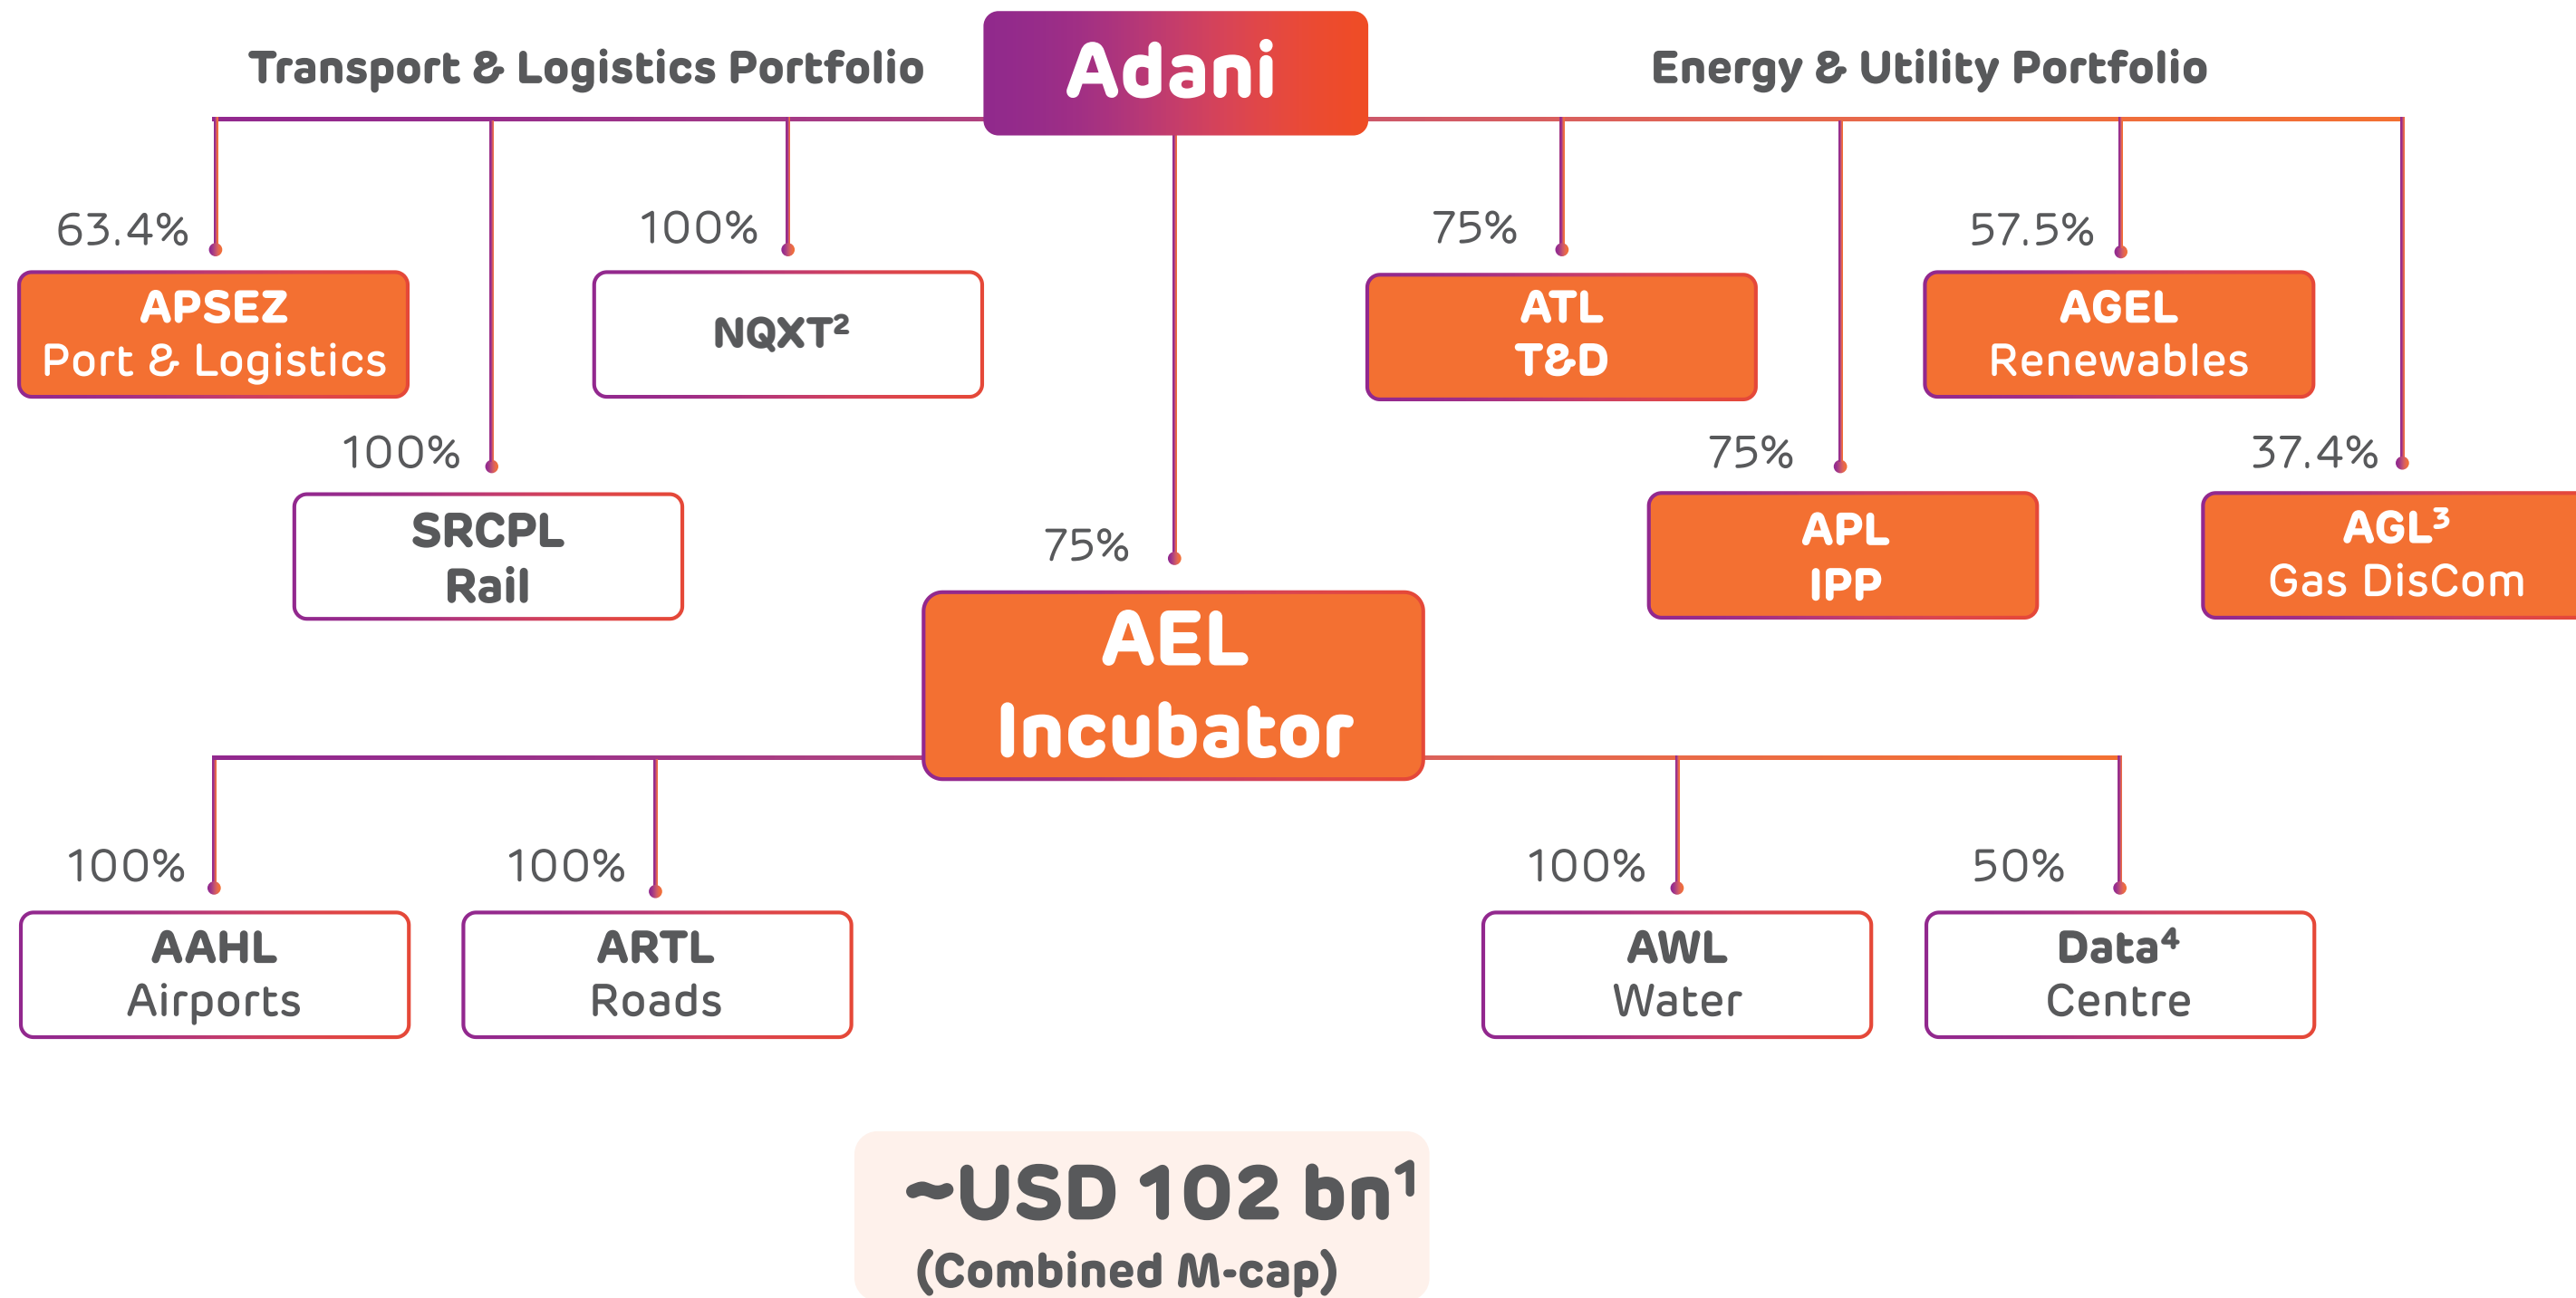 Transport & Logistics Portfolio
Adani
Energy & Utility Portfolio
63.4%
APSEZ
Port & Logistics
100%
SRCPL
Rail
100%
NQXT²
75%
ATL
T&D
75%
APL
IPP
57.5%
AGEL
Renewables
37.4%
AGL³
Gas DisCom
75%
AEL
Incubator
100%
AAHL
Airports
100%
ARTL
Roads
100%
AWL
Water
50%
Data⁴
Centre
~USD 102 bn¹
(Combined M-cap)